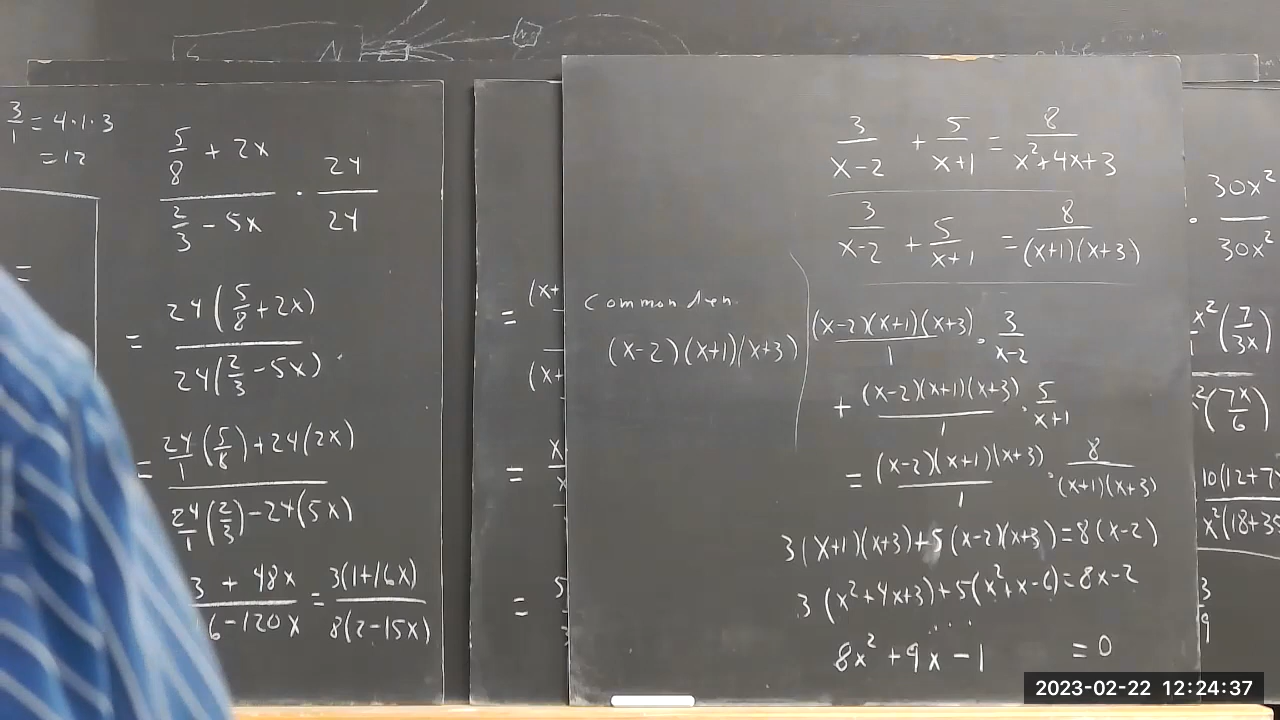 S N N S
3/1 = 4·1·3
= 12
=
(5/8 + 2x)/(2/3 - 5x) · 24/24
= 24(5/8 + 2x)/24(2/3 - 5x)
= (24/1(5/8) + 24(2x))/(24/1(2/3) - 24(5x))
3 + 48x/6 - 120x = 3(1+16x)/8(2-15x)
= (x+
(x+
= x/x
= 5
Common den.
(x-2)(x+1)(x+3)
3/(x-2) + 5/(x+1) = 8/(x²+4x+3)
3/(x-2) + 5/(x+1) = 8/((x+1)(x+3))
(x-2)(x+1)(x+3)/1 · 3/(x-2)
+ (x-2)(x+1)(x+3)/1 · 5/(x+1)
= (x-2)(x+1)(x+3)/1 · 8/((x+1)(x+3))
3(x+1)(x+3)+5(x-2)(x+3)=8(x-2)
3(x²+4x+3)+5(x²+x-6)=8x-2
....
8x²+9x-1 =0
· 30x²/30x²
x²(7/3x)
²(7x/6)
10(12+7
x²(18+35
3
9
2023-02-22 12:24:37